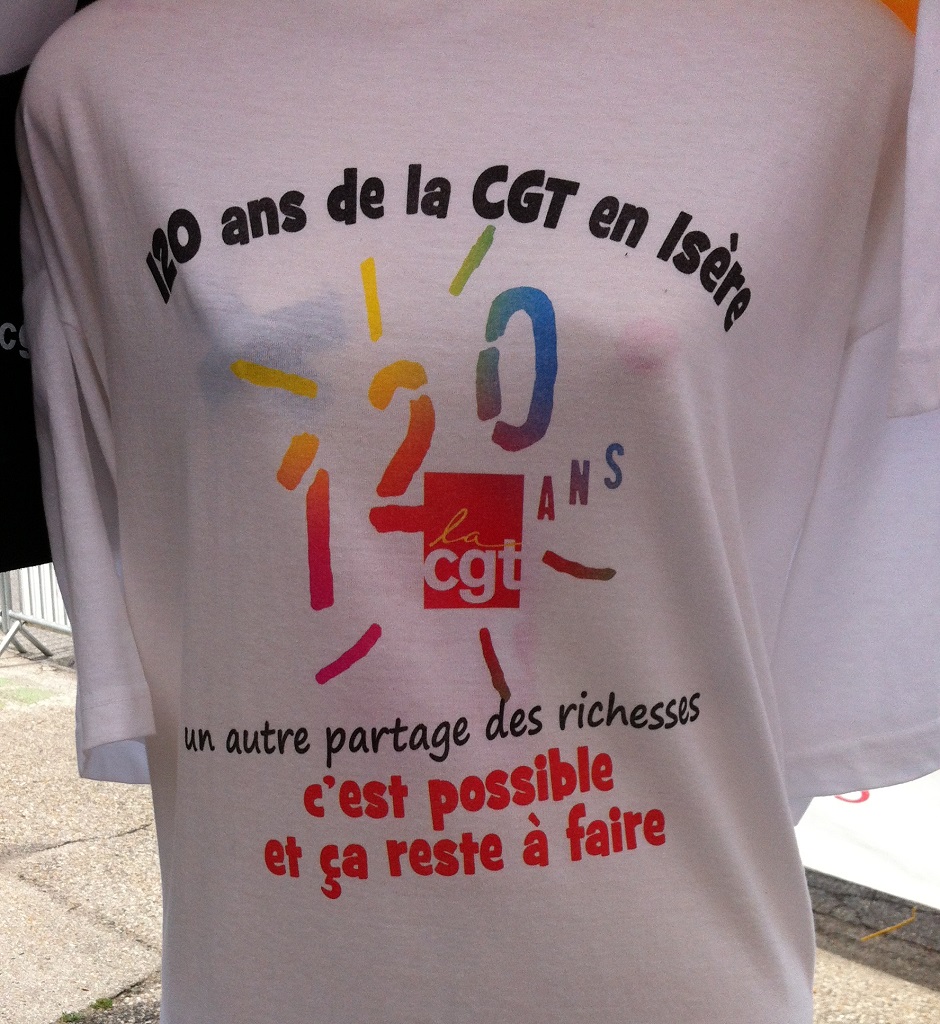 120 ans de la CGT en Isère
120
ANS
la
cgt
un autre partage des richesses
c'est possible
et ça reste à faire
cg